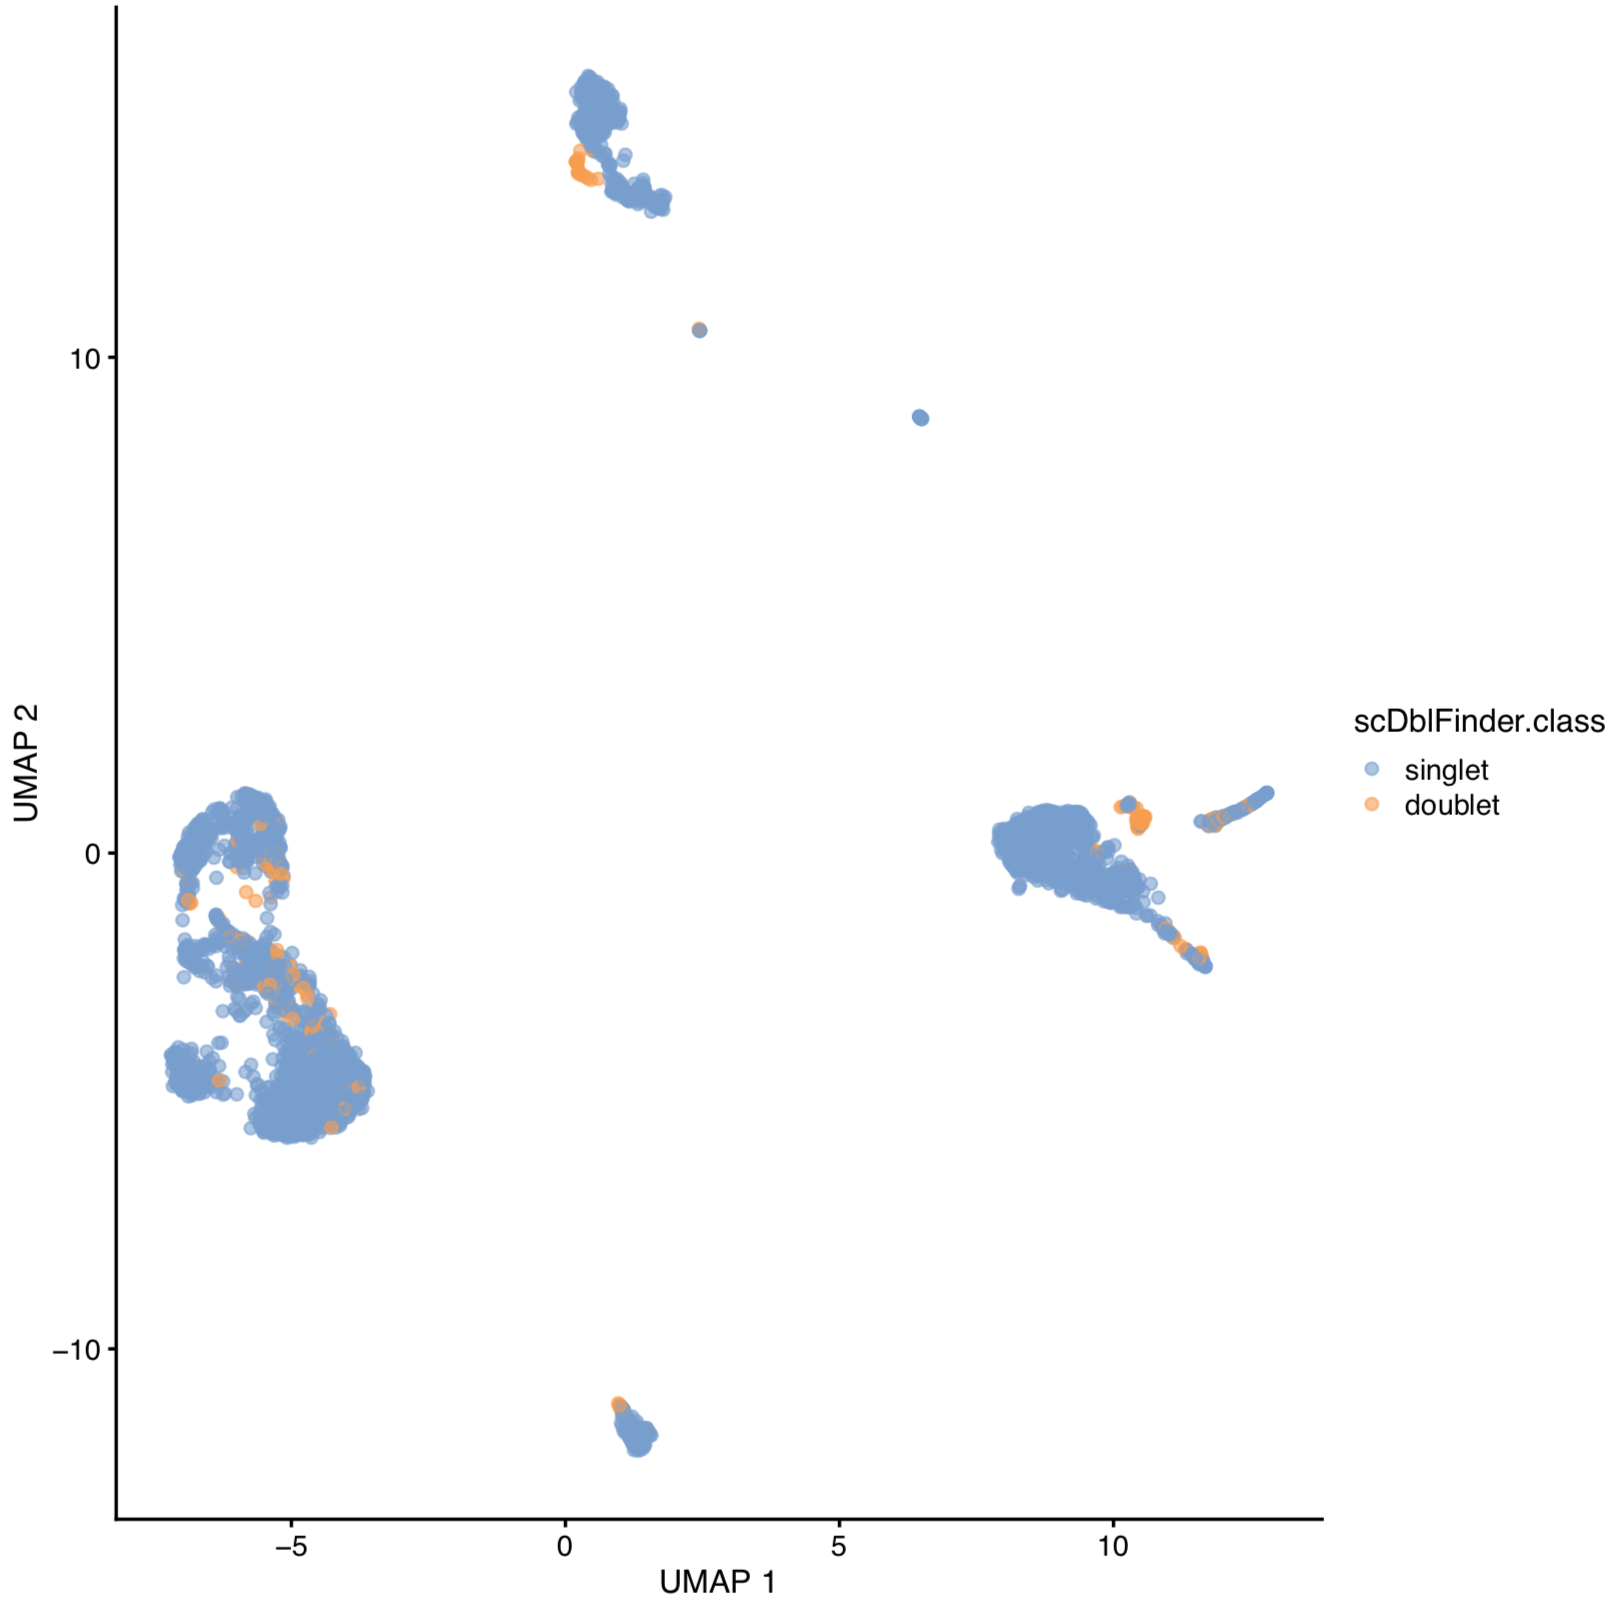 10
0
−10
UMAP 2
−5
0
5
10
UMAP 1
scDblFinder.class
singlet
doublet